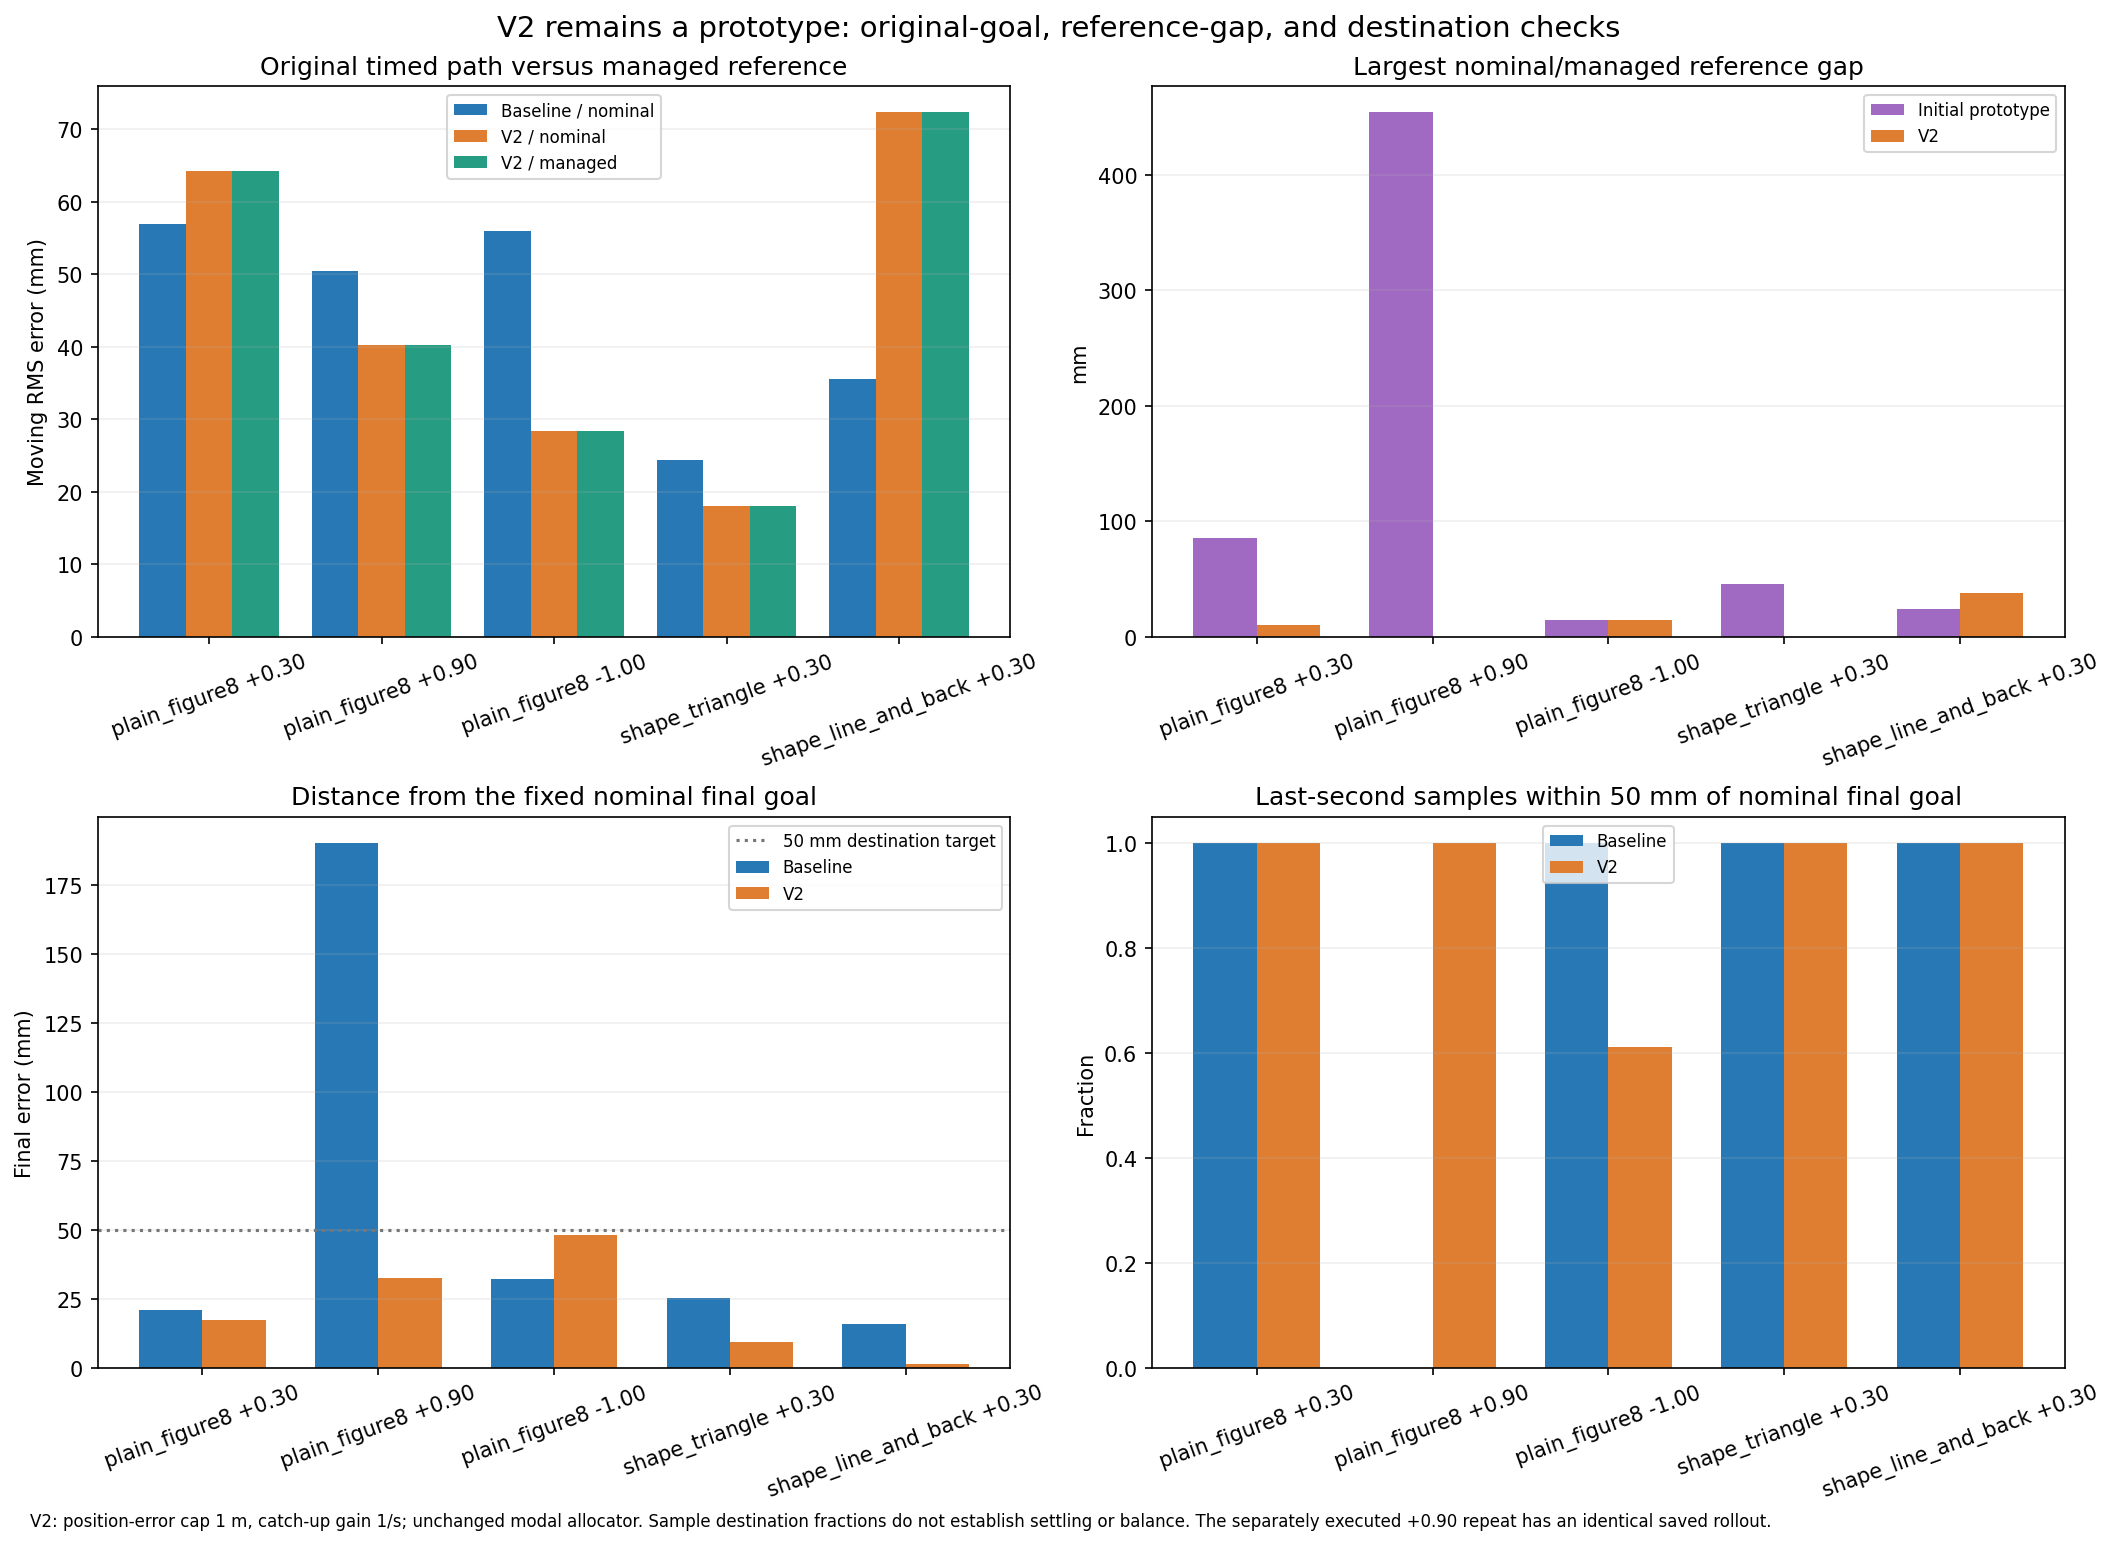 V2 remains a prototype: original-goal, reference-gap, and destination checks
Original timed path versus managed reference
Moving RMS error (mm)
70
60
50
40
30
20
10
0
Baseline / nominal
V2 / nominal
V2 / managed
plain_figure8 +0.30
plain_figure8 +0.90
plain_figure8 -1.00
shape_triangle +0.30
shape_line_and_back +0.30
Largest nominal/managed reference gap
mm
400
300
200
100
0
Initial prototype
V2
plain_figure8 +0.30
plain_figure8 +0.90
plain_figure8 -1.00
shape_triangle +0.30
shape_line_and_back +0.30
Distance from the fixed nominal final goal
Final error (mm)
175
150
125
100
75
50
25
0
50 mm destination target
Baseline
V2
plain_figure8 +0.30
plain_figure8 +0.90
plain_figure8 -1.00
shape_triangle +0.30
shape_line_and_back +0.30
Last-second samples within 50 mm of nominal final goal
Fraction
1.0
0.8
0.6
0.4
0.2
0.0
Baseline
V2
plain_figure8 +0.30
plain_figure8 +0.90
plain_figure8 -1.00
shape_triangle +0.30
shape_line_and_back +0.30
V2: position-error cap 1 m, catch-up gain 1/s; unchanged modal allocator. Sample destination fractions do not establish settling or balance. The separately executed +0.90 repeat has an identical saved rollout.